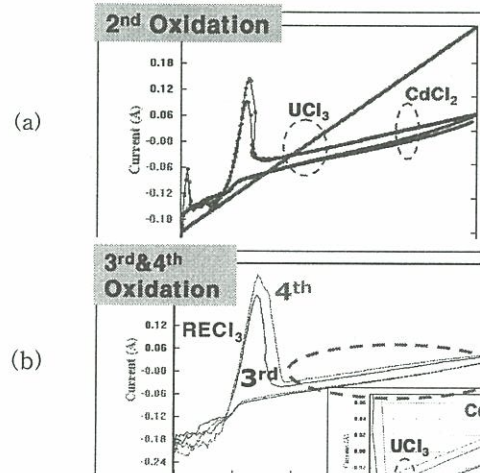 (a)
2nd Oxidation
0.18
0.12
0.06
-0.00
-0.06
-0.12
-0.18
Current (A)
UCl3
CdCl2
(b)
3rd&4th
Oxidation
0.12
0.06
-0.00
-0.06
-0.12
-0.18
-0.24
Current (A)
RECl3
4th
3rd
UCl3